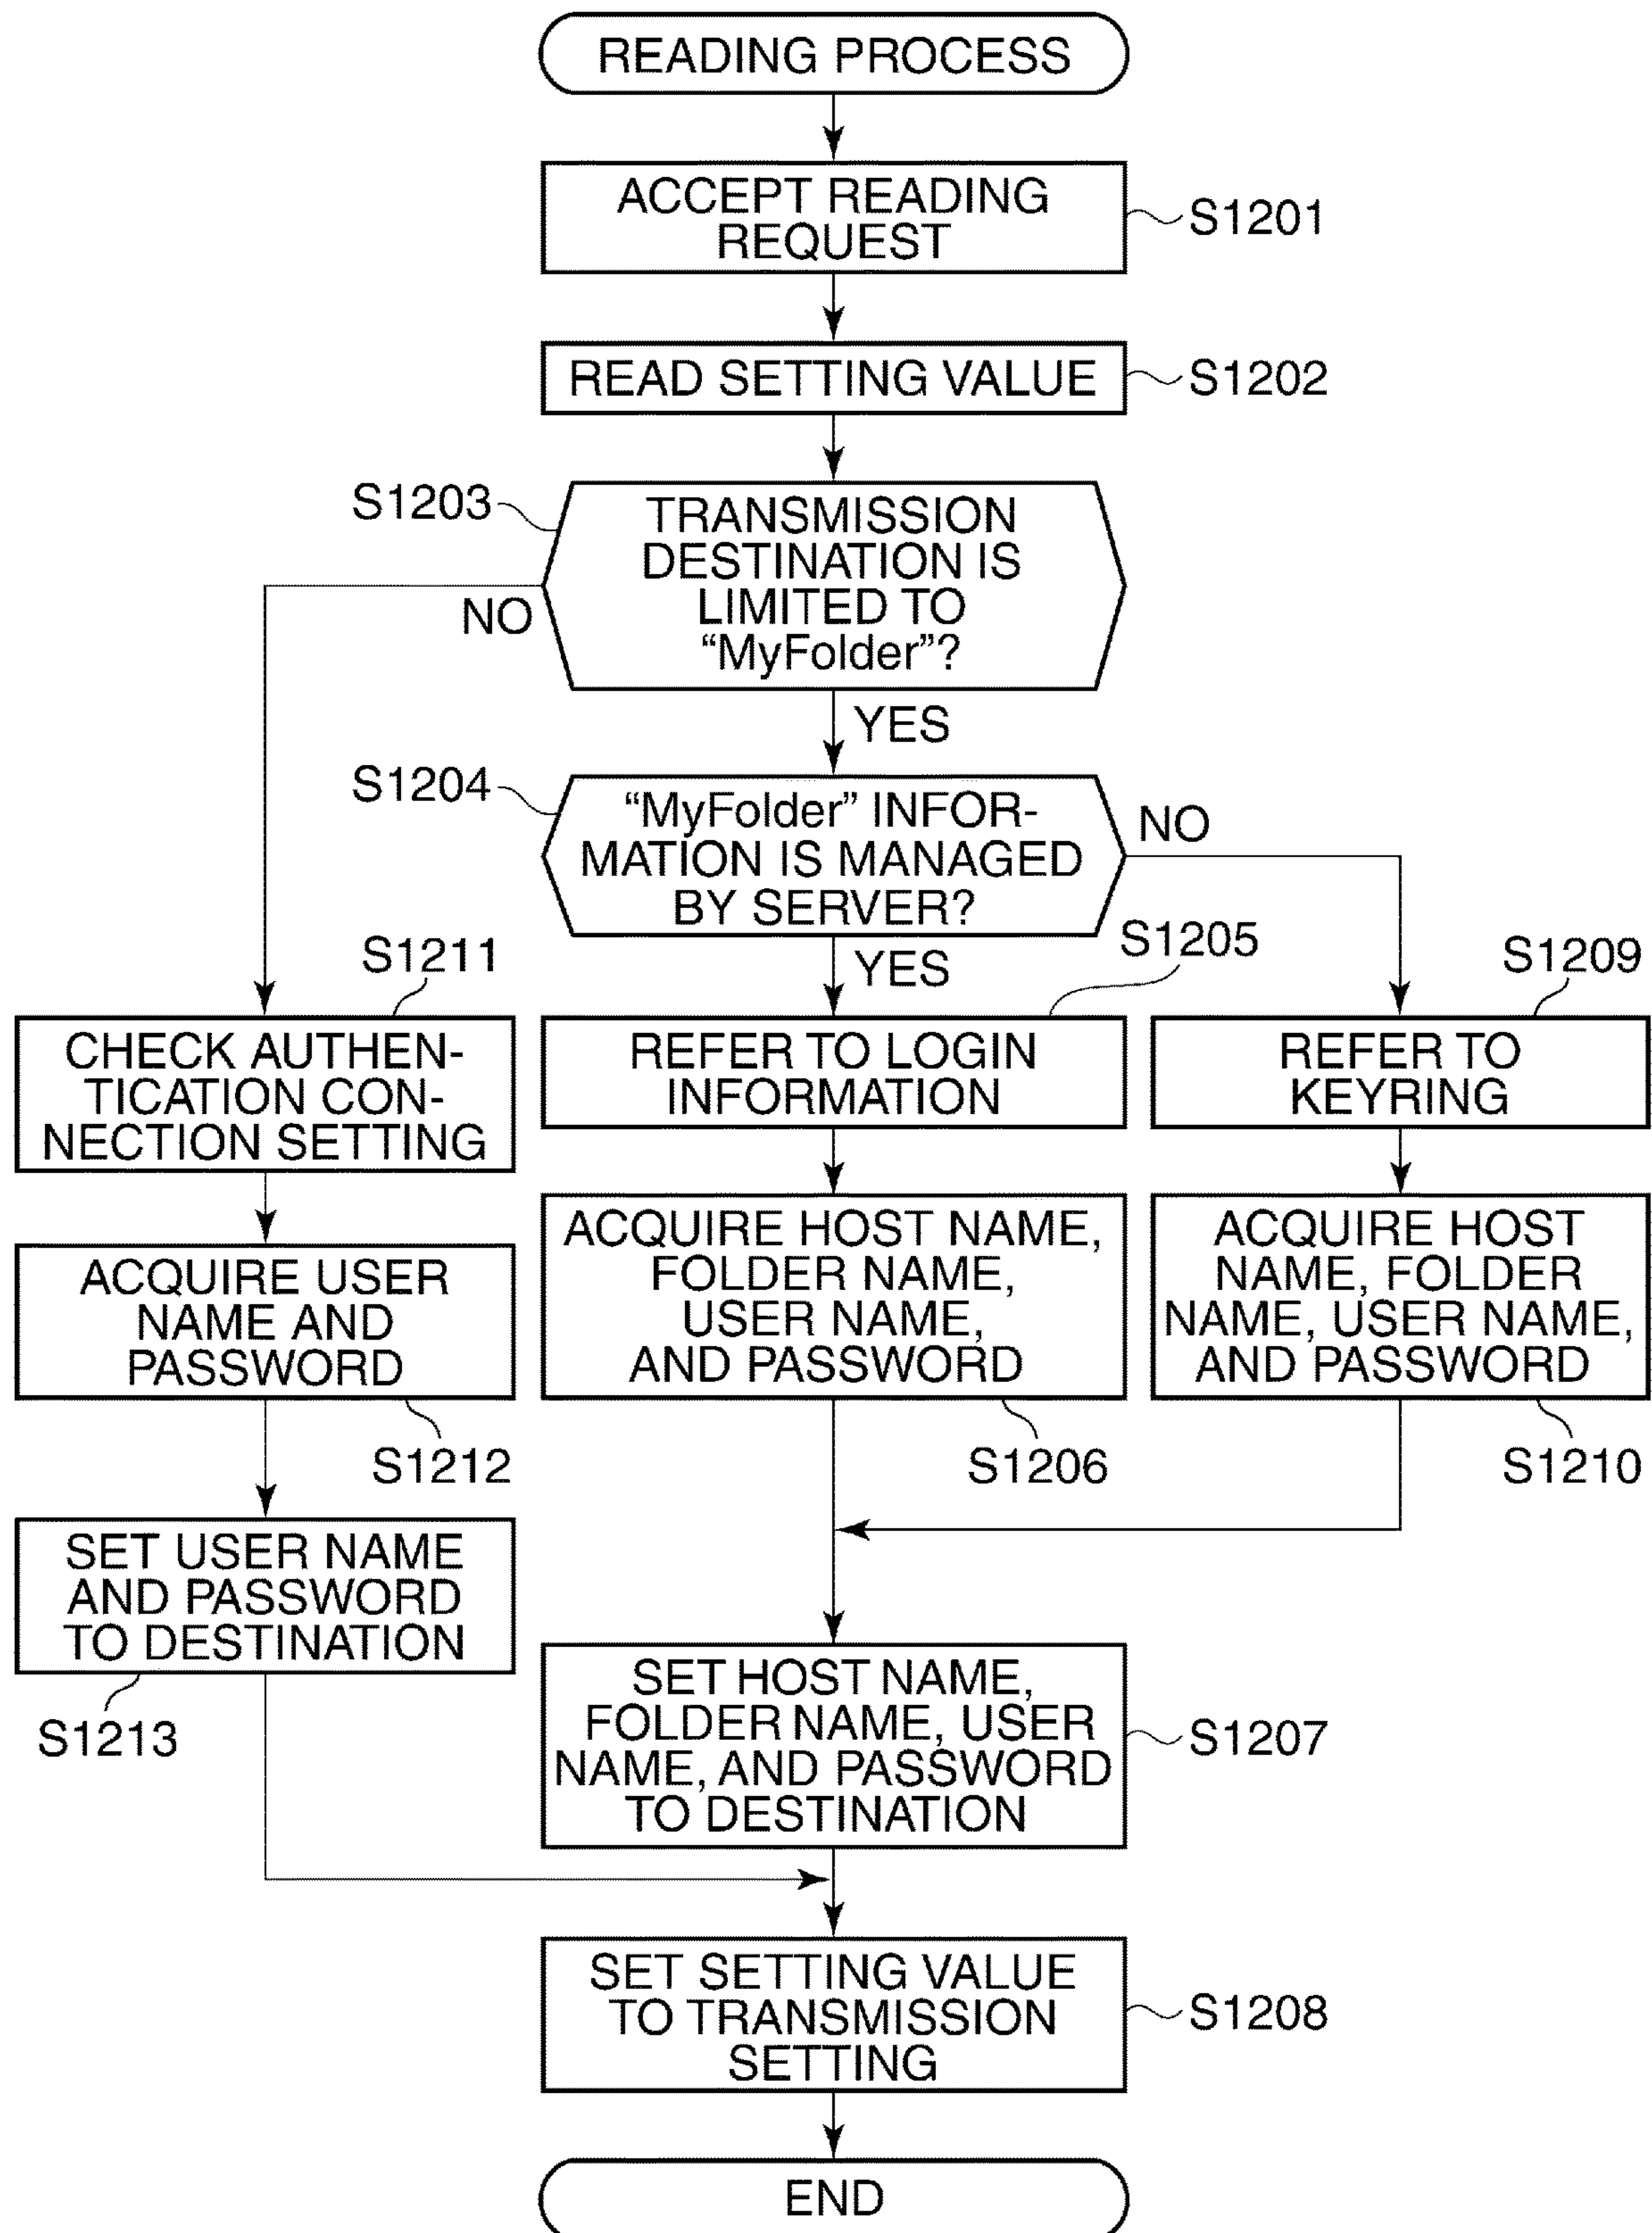 READING PROCESS
ACCEPT READING
REQUEST
S1201
READ SETTING VALUE
S1202
S1203
TRANSMISSION
DESTINATION IS
LIMITED TO
“MyFolder”?
NO
YES
S1204
“MyFolder” INFOR-
MATION IS MANAGED
BY SERVER?
NO
YES
S1211
S1205
S1209
CHECK AUTHEN-
TICATION CON-
NECTION SETTING
REFER TO LOGIN
INFORMATION
REFER TO
KEYRING
ACQUIRE USER
NAME AND
PASSWORD
S1212
ACQUIRE HOST NAME,
FOLDER NAME,
USER NAME,
AND PASSWORD
S1206
ACQUIRE HOST
NAME, FOLDER
NAME, USER NAME,
AND PASSWORD
S1210
SET USER NAME
AND PASSWORD
TO DESTINATION
S1213
SET HOST NAME,
FOLDER NAME, USER
NAME, AND PASSWORD
TO DESTINATION
S1207
SET SETTING VALUE
TO TRANSMISSION
SETTING
S1208
END